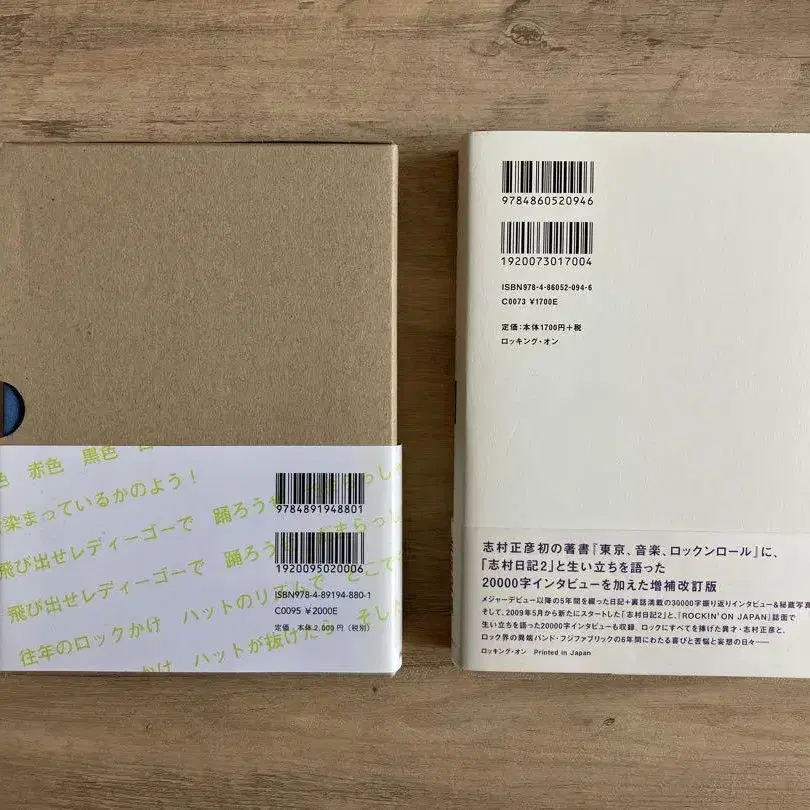 赤色 黒色
染まっているかのよう！
飛び出せレディーゴーで 踊ろうぜ
飛び出せレディーゴーで 踊ろうぜ
往年のロックかけ ハットのリズムで どこで
ロックかけ ハットが抜けたら そし
9784891948801
1920095020006
ISBN978-4-89194-880-1
C0095 ¥2000E
定価：本体2,000円（税別）
9784860520946
1920073017004
ISBN978-4-86052-094-6
C0073 ¥1700E
定価：本体1700円＋税
ロッキング・オン
志村正彦初の著書『東京、音楽、ロックンロール』に、
「志村日記2」と生い立ちを語った
20000字インタビューを加えた増補改訂版
メジャーデビュー以降の5年間を綴った日記＋裏話満載の30000字振り返りインタビュー＆秘蔵写真
そして、2009年5月から新たにスタートした「志村日記2」と、「ROCKIN'ON JAPAN」誌面で
生い立ちを語った20000字インタビューも収録、ロックにすべてを捧げた異才・志村正彦と、
ロック界の異端バンド・フジファブリックの6年間にわたる喜びと苦悩と妄想の日々──
ロッキング・オン Printed in Japan